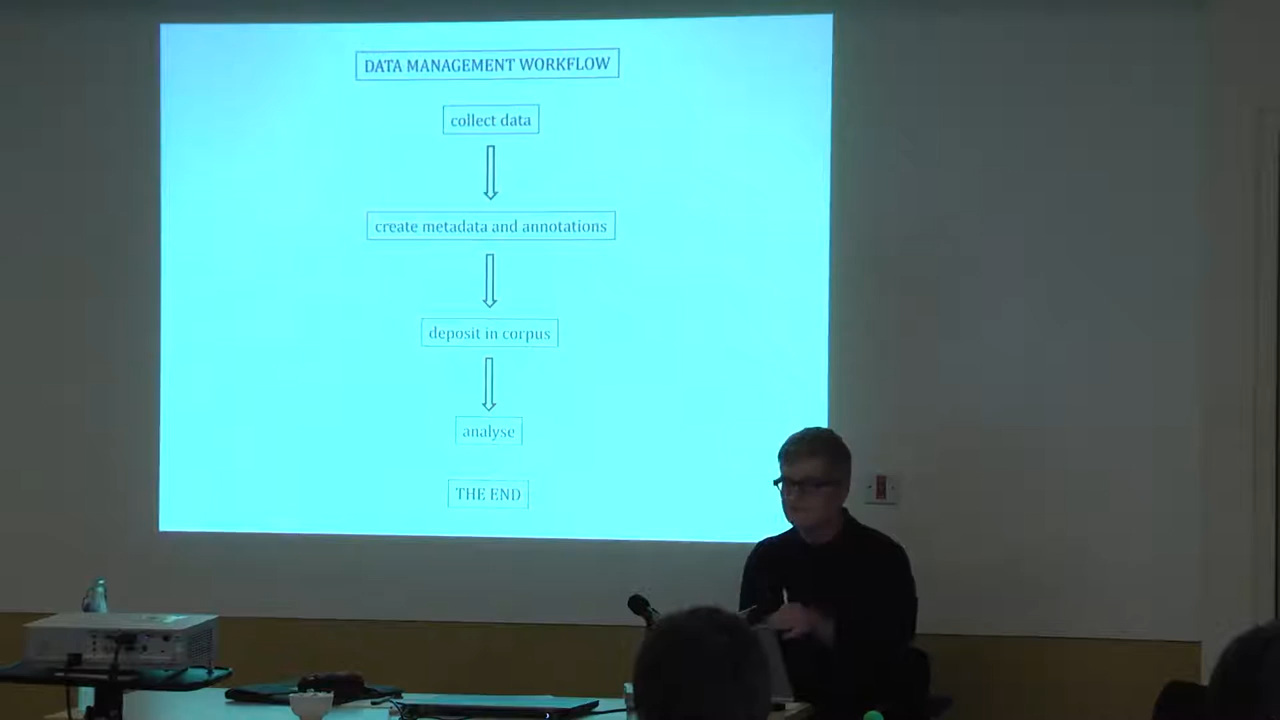 DATA MANAGEMENT WORKFLOW
collect data
create metadata and annotations
deposit in corpus
analyse
THE END